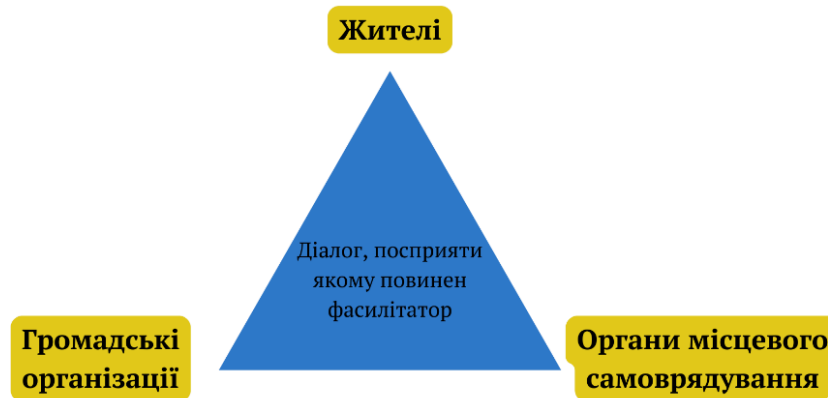 Жителі
Діалог, посприяти
якому повинен
фасилітатор
Громадські
організації
Органи місцевого
самоврядування